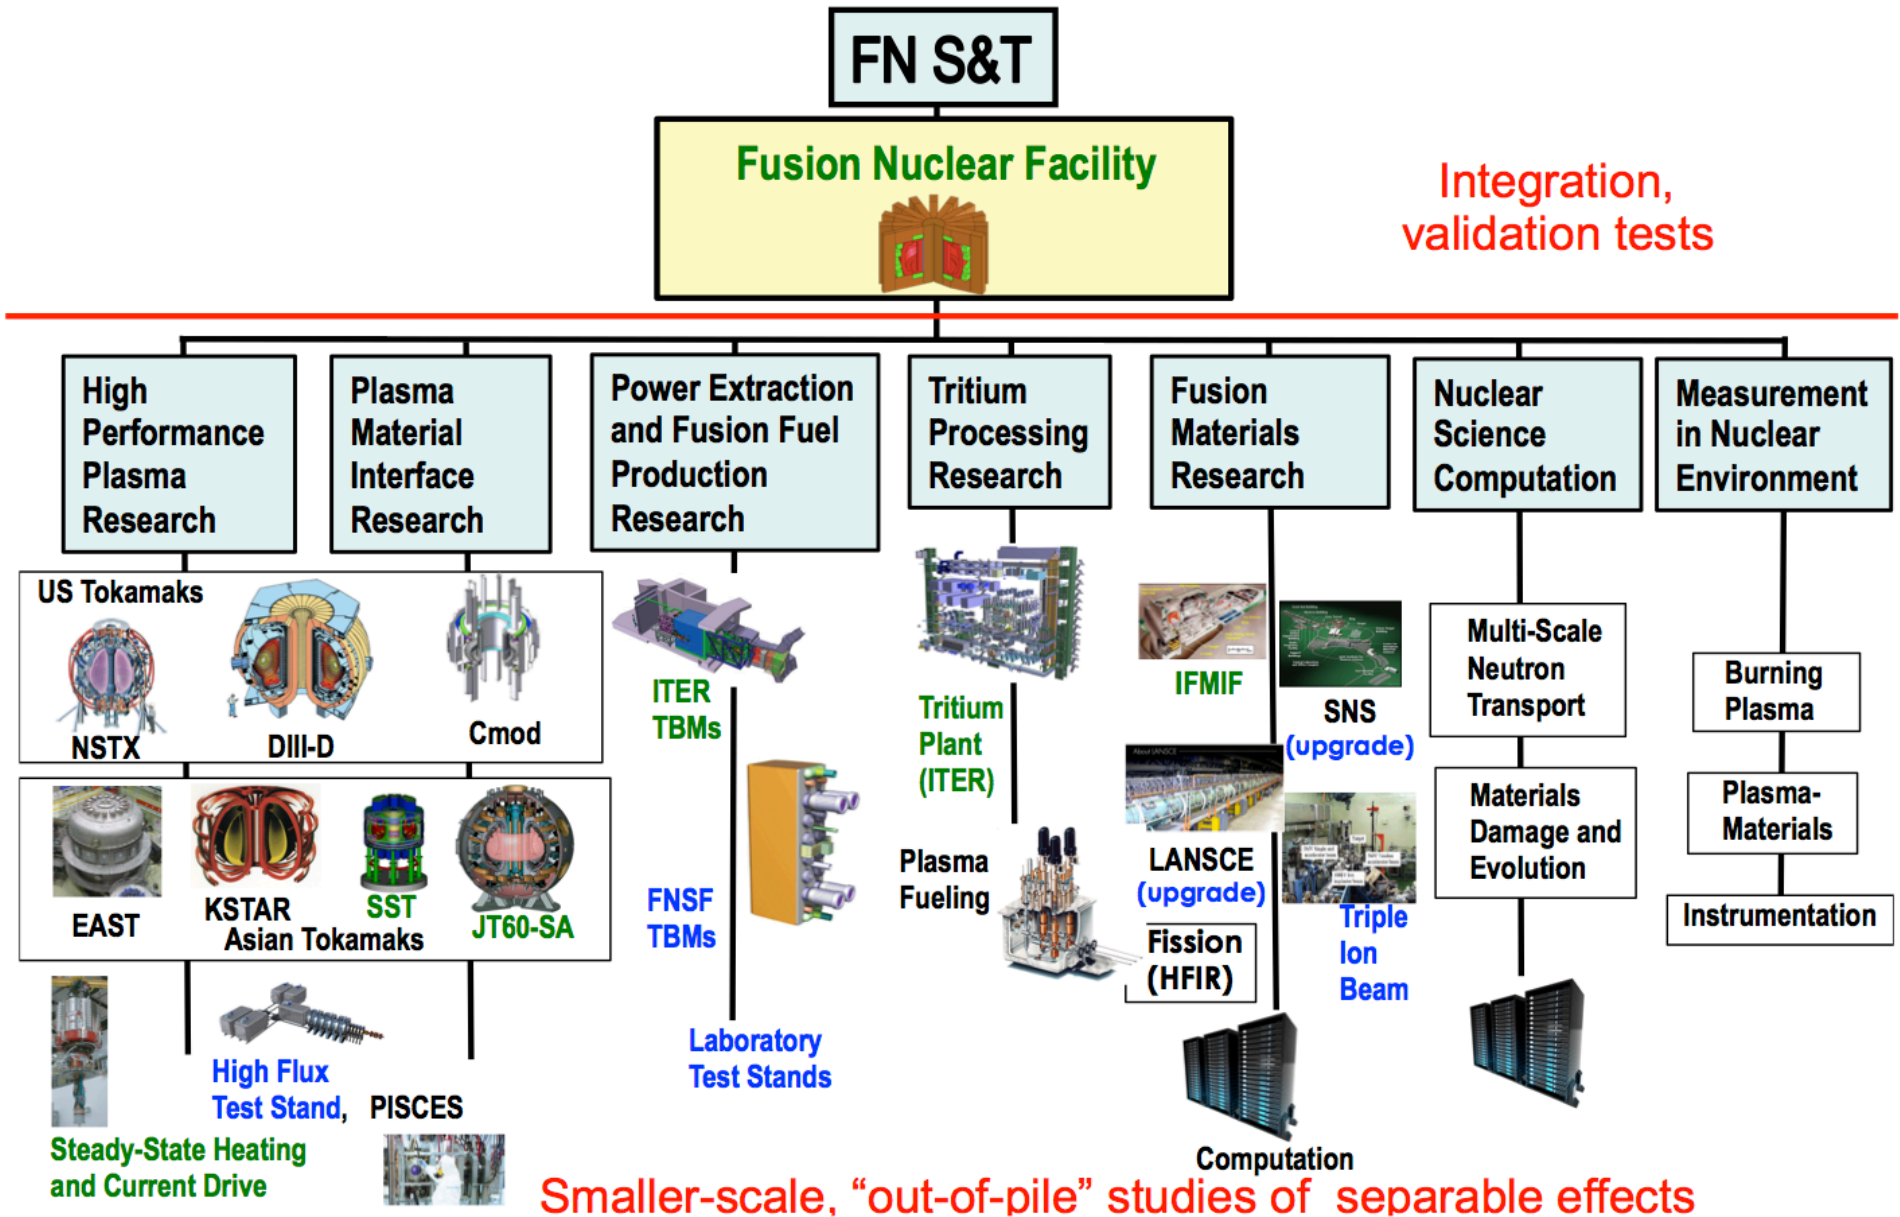 FN S&T
Fusion Nuclear Facility
Integration,
validation tests
High
Performance
Plasma
Research
Plasma
Material
Interface
Research
Power Extraction
and Fusion Fuel
Production
Research
Tritium
Processing
Research
Fusion
Materials
Research
Nuclear
Science
Computation
Measurement
in Nuclear
Environment
US Tokamaks
NSTX
DIII-D
Cmod
EAST
KSTAR
SST
JT60-SA
Asian Tokamaks
Steady-State Heating
and Current Drive
High Flux
Test Stand,
PISCES
ITER
TBMs
FNSF
TBMs
Laboratory
Test Stands
Tritium
Plant
(ITER)
Plasma
Fueling
IFMIF
SNS
(upgrade)
About LANSCE
LANSCE
(upgrade)
Triple
Ion
Beam
Fission
(HFIR)
Computation
Multi-Scale
Neutron
Transport
Materials
Damage and
Evolution
Burning
Plasma
Plasma-
Materials
Instrumentation
Smaller-scale, “out-of-pile” studies of separable effects